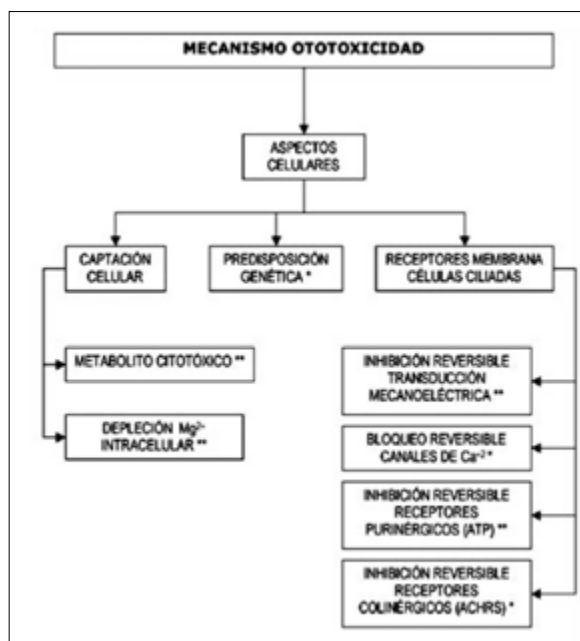 MECANISMO OTOTOXICIDAD
ASPECTOS
CELULARES
CAPTACIÓN
CELULAR
PREDISPOSICIÓN
GENÉTICA *
RECEPTORES MEMBRANA
CÉLULAS CILIADAS
METABOLITO CITOTÓXICO **
DEPLECIÓN Mg²⁻
INTRACELULAR **
INHIBICIÓN REVERSIBLE
TRANSDUCCIÓN
MECANOELÉCTRICA **
BLOQUEO REVERSIBLE
CANALES DE Ca⁻² *
INHIBICIÓN REVERSIBLE
RECEPTORES
PURINÉRGICOS (ATP) **
INHIBICIÓN REVERSIBLE
RECEPTORES
COLINÉRGICOS (ACHRS) *